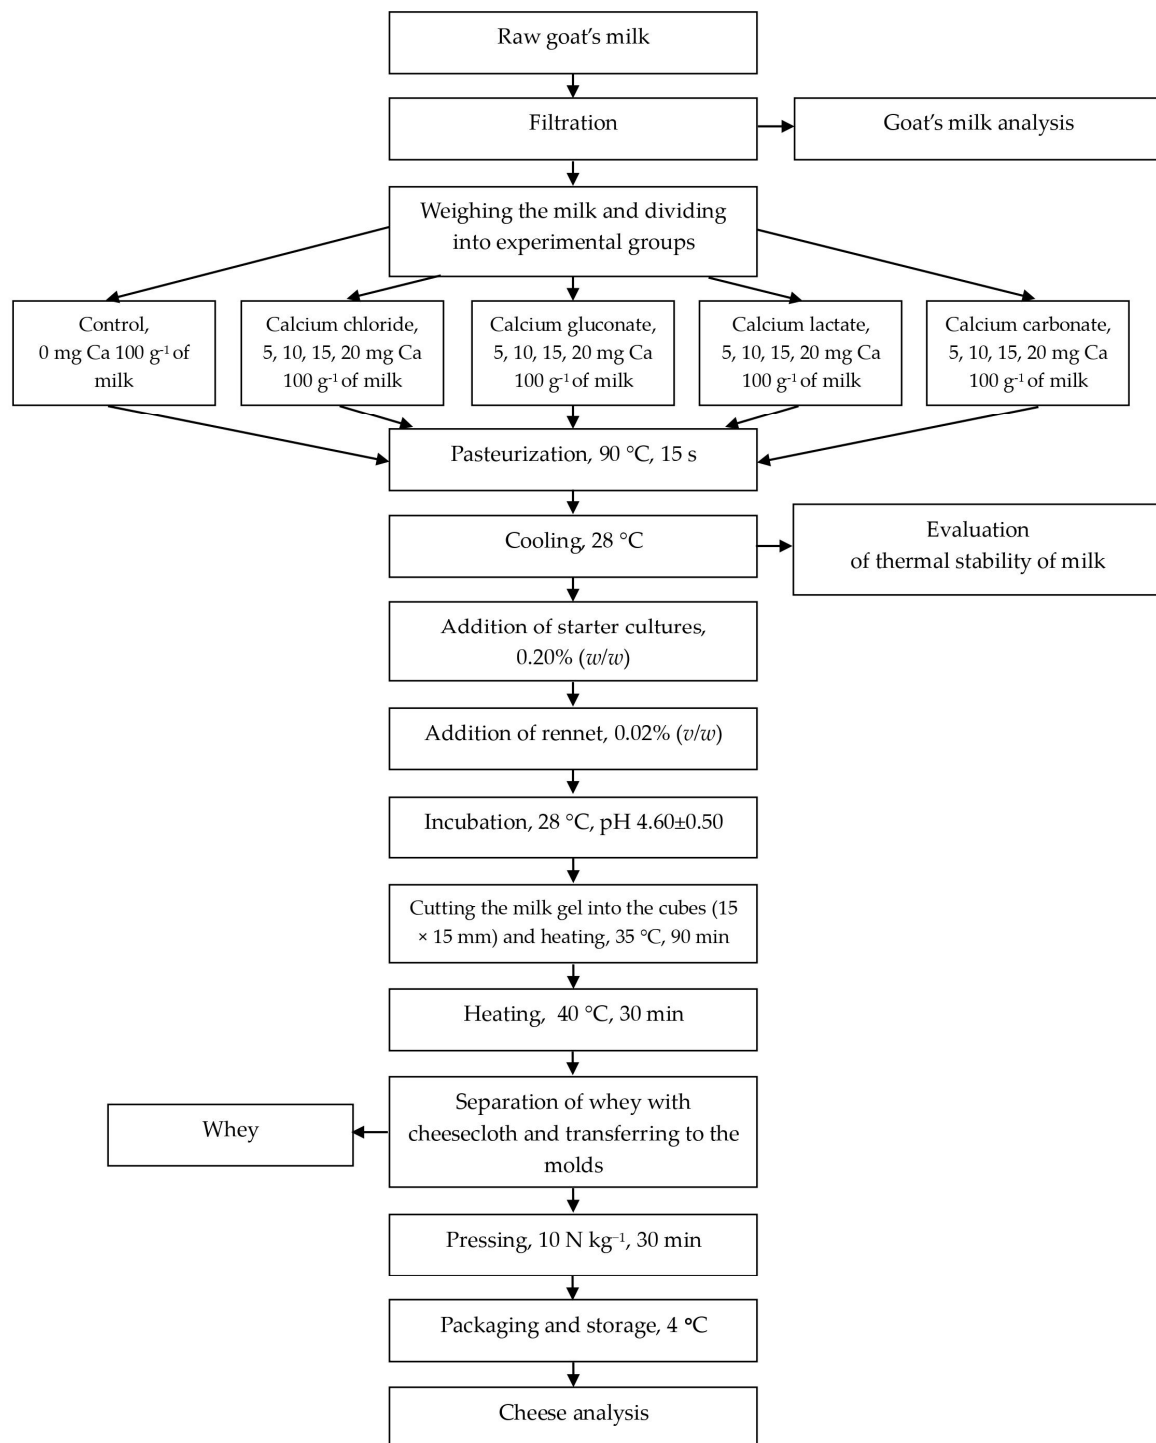 Raw goat's milk
Filtration
Goat's milk analysis
Weighing the milk and dividing
into experimental groups
Control,
0 mg Ca 100 g⁻¹ of
milk
Calcium chloride,
5, 10, 15, 20 mg Ca
100 g⁻¹ of milk
Calcium gluconate,
5, 10, 15, 20 mg Ca
100 g⁻¹ of milk
Calcium lactate,
5, 10, 15, 20 mg Ca
100 g⁻¹ of milk
Calcium carbonate,
5, 10, 15, 20 mg Ca
100 g⁻¹ of milk
Pasteurization, 90 °C, 15 s
Cooling, 28 °C
Evaluation
of thermal stability of milk
Addition of starter cultures,
0.20% (w/w)
Addition of rennet, 0.02% (v/w)
Incubation, 28 °C, pH 4.60±0.50
Cutting the milk gel into the cubes (15
× 15 mm) and heating, 35 °C, 90 min
Heating, 40 °C, 30 min
Separation of whey with
cheesecloth and transferring to the
molds
Whey
Pressing, 10 N kg⁻¹, 30 min
Packaging and storage, 4 °C
Cheese analysis